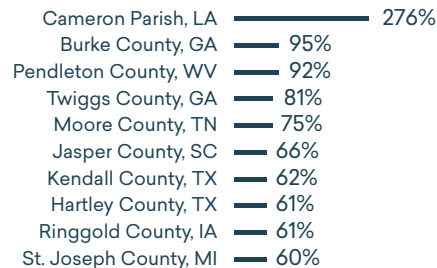 Cameron Parish, LA 276%
Burke County, GA 95%
Pendleton County, WV 92%
Twiggs County, GA 81%
Moore County, TN 75%
Jasper County, SC 66%
Kendall County, TX 62%
Hartley County, TX 61%
Ringgold County, IA 61%
St. Joseph County, MI 60%